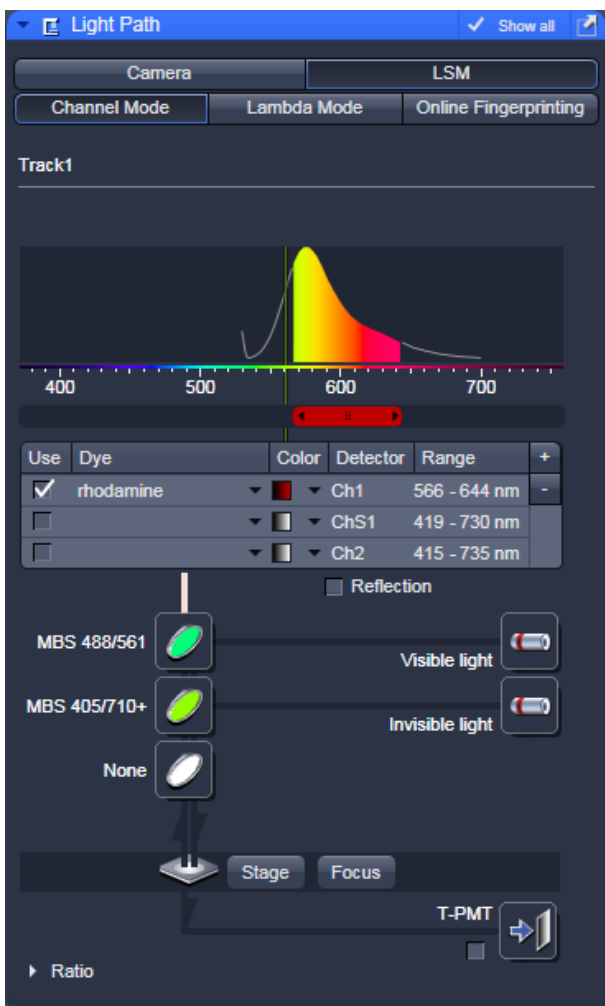 Light Path Show all
Camera LSM
Channel Mode Lambda Mode Online Fingerprinting
Track1
400 500 600 700
Use Dye Color Detector Range +
rhodamine Ch1 566 - 644 nm -
ChS1 419 - 730 nm
Ch2 415 - 735 nm
Reflection
MBS 488/561
Visible light
MBS 405/710+
Invisible light
None
Stage Focus
T-PMT
Ratio